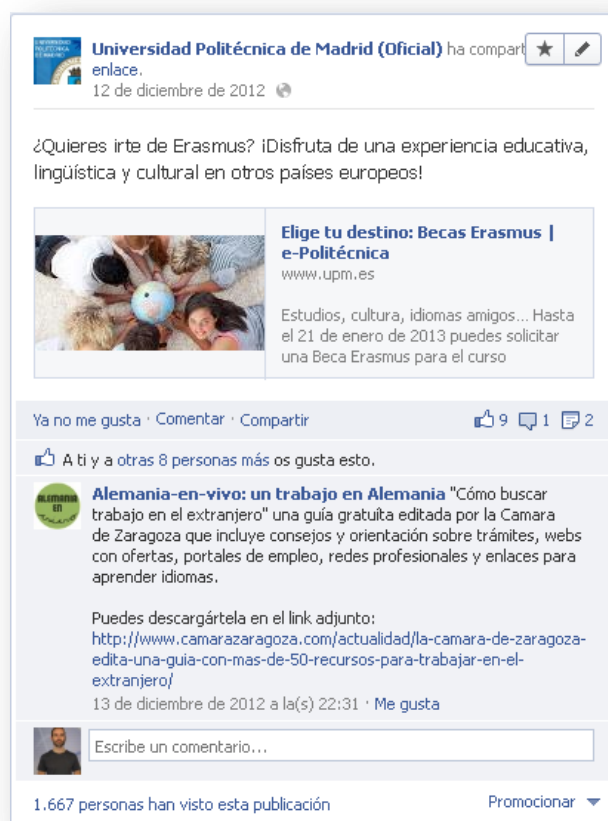 Universidad Politécnica de Madrid (Oficial) ha compart
enlace.
12 de diciembre de 2012
¿Quieres irte de Erasmus? ¡Disfruta de una experiencia educativa,
lingüística y cultural en otros países europeos!
Elige tu destino: Becas Erasmus |
e-Politécnica
www.upm.es
Estudios, cultura, idiomas amigos... Hasta
el 21 de enero de 2013 puedes solicitar
una Beca Erasmus para el curso
Ya no me gusta · Comentar · Compartir 9 1 2
A ti y a otras 8 personas más os gusta esto.
ALEMANIA
EN
Alemania-en-vivo: un trabajo en Alemania "Cómo buscar
trabajo en el extranjero" una guía gratuíta editada por la Camara
de Zaragoza que incluye consejos y orientación sobre trámites, webs
con ofertas, portales de empleo, redes profesionales y enlaces para
aprender idiomas.
Puedes descargártela en el link adjunto:
http://www.camarazaragoza.com/actualidad/la-camara-de-zaragoza-
edita-una-guia-con-mas-de-50-recursos-para-trabajar-en-el-
extranjero/
13 de diciembre de 2012 a la(s) 22:31 · Me gusta
Escribe un comentario...
1.667 personas han visto esta publicación Promocionar